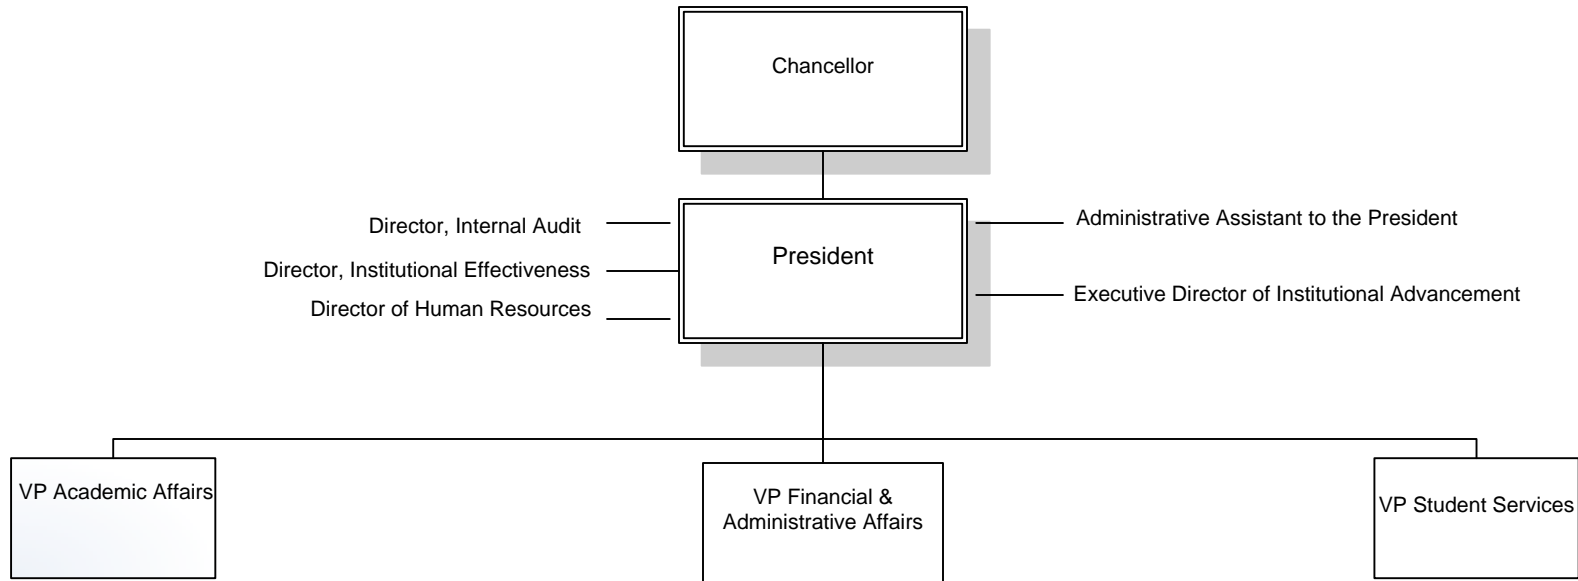 Chancellor
Director, Internal Audit
Director, Institutional Effectiveness
Director of Human Resources
President
Administrative Assistant to the President
Executive Director of Institutional Advancement
VP Academic Affairs
VP Financial &
Administrative Affairs
VP Student Services